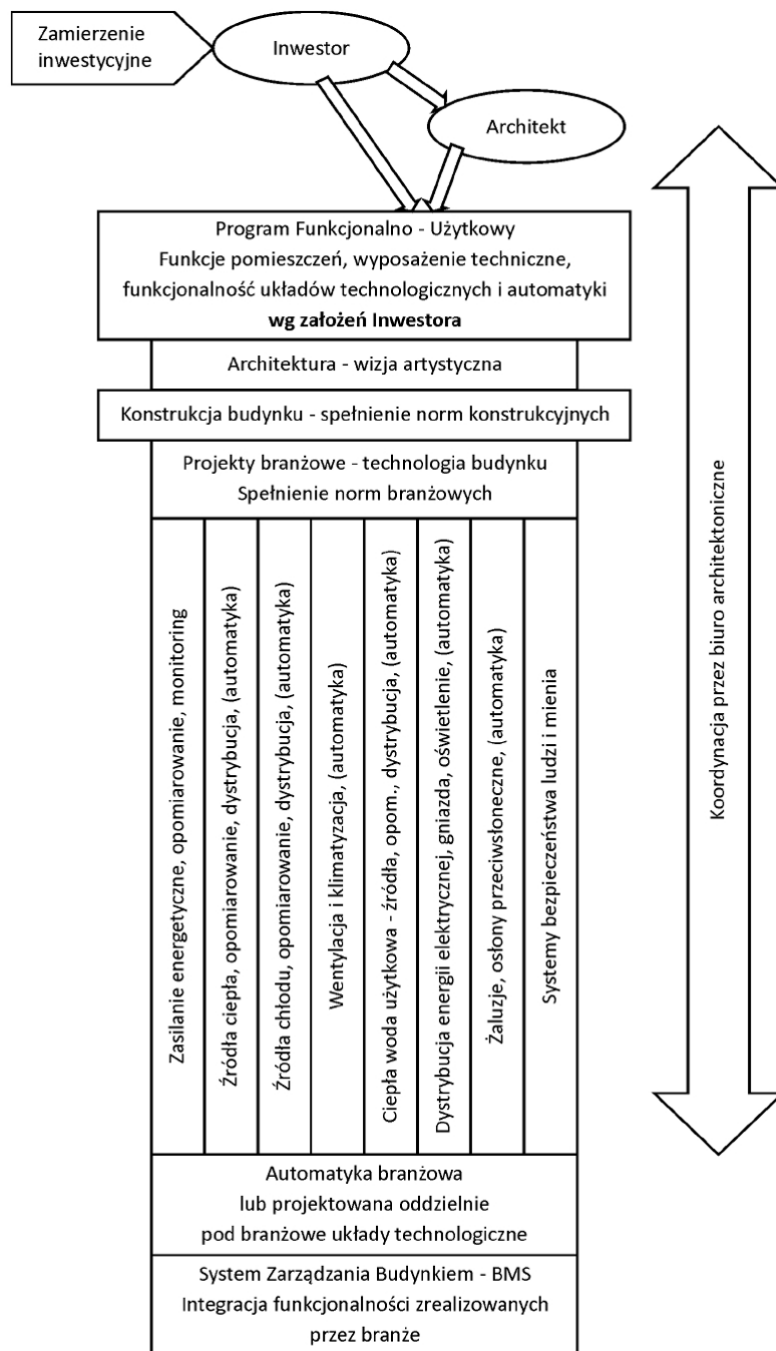 Zamierzenie
inwestycyjne
Inwestor
Architekt
Program Funkcjonalno - Użytkowy
Funkcje pomieszczeń, wyposażenie techniczne,
funkcjonalność układów technologicznych i automatyki
wg założeń Inwestora
Architektura - wizja artystyczna
Konstrukcja budynku - spełnienie norm konstrukcyjnych
Projekty branżowe - technologia budynku
Spełnienie norm branżowych
Zasilanie energetyczne, opomiarowanie, monitoring
Źródła ciepła, opomiarowanie, dystrybucja, (automatyka)
Źródła chłodu, opomiarowanie, dystrybucja, (automatyka)
Wentylacja i klimatyzacja, (automatyka)
Ciepła woda użytkowa - źródła, opom., dystrybucja, (automatyka)
Dystrybucja energii elektrycznej, gniazda, oświetlenie, (automatyka)
Żaluzje, osłony przeciwsłoneczne, (automatyka)
Systemy bezpieczeństwa ludzi i mienia
Automatyka branżowa
lub projektowana oddzielnie
pod branżowe układy technologiczne
System Zarządzania Budynkiem - BMS
Integracja funkcjonalności zrealizowanych
przez branże
Koordynacja przez biuro architektoniczne